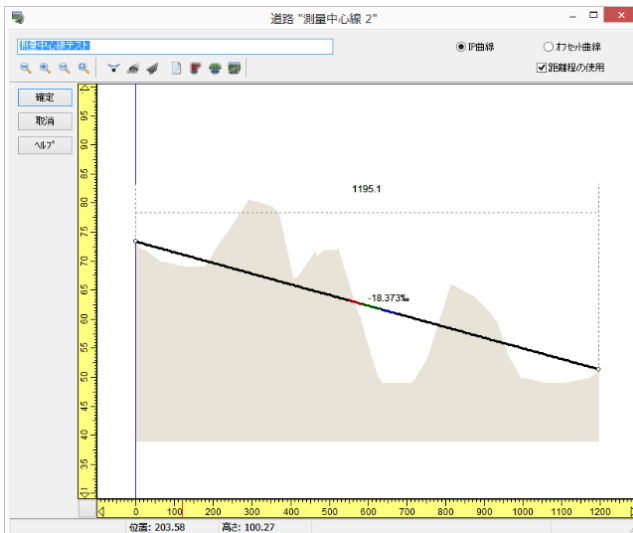 道路 "測量中心線 2"
測量中心線テスト
IP曲線
オフセット曲線
距離程の使用
確定
取消
ヘルプ
95
90
85
80
75
70
65
60
55
50
45
40
35
1195.1
-18.373‰
0 100 200 300 400 500 600 700 800 900 1000 1100 1200
位置: 203.58 高さ: 100.27